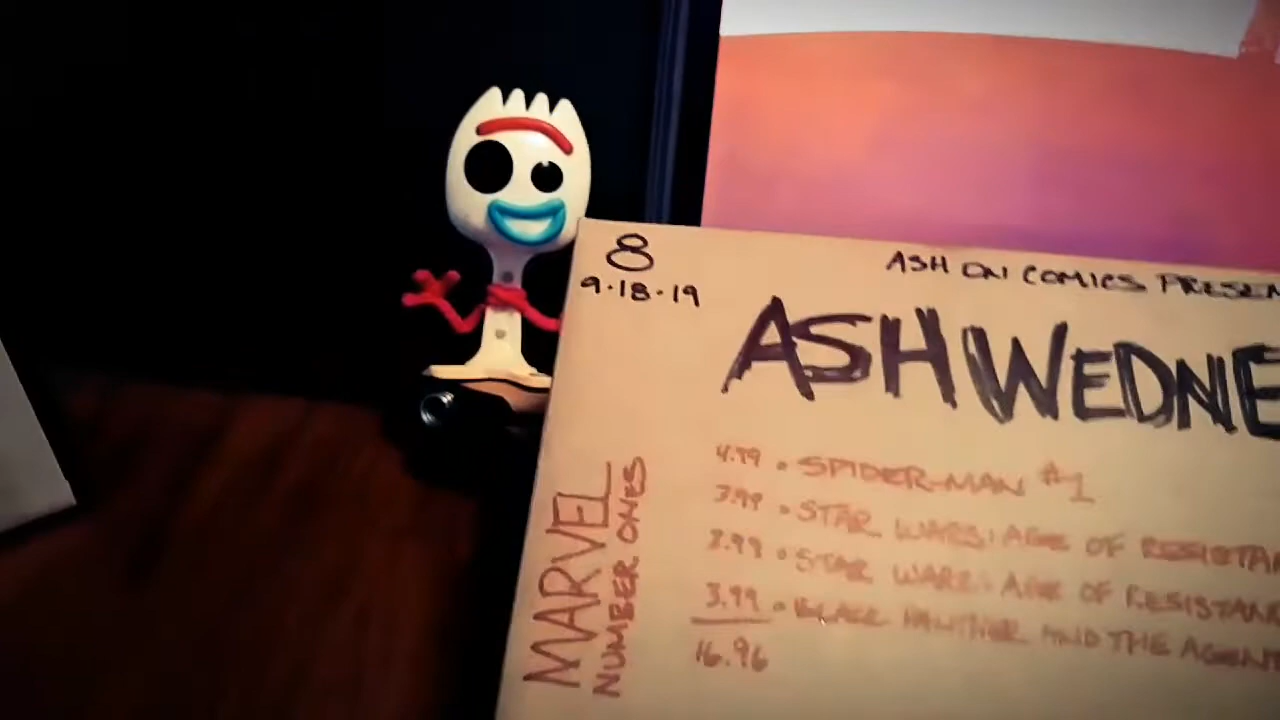 8
9.18.19
ASH ON COMICS PRESEN
ASH WEDNE
MARVEL
NUMBER ONES
4.99 • SPIDER-MAN #1
3.99 • STAR WARS: AGE OF RESISTAN
3.99 • STAR WARS: AGE OF RESISTAN
3.99 • BLACK PANTHER AND THE AGENT
16.96